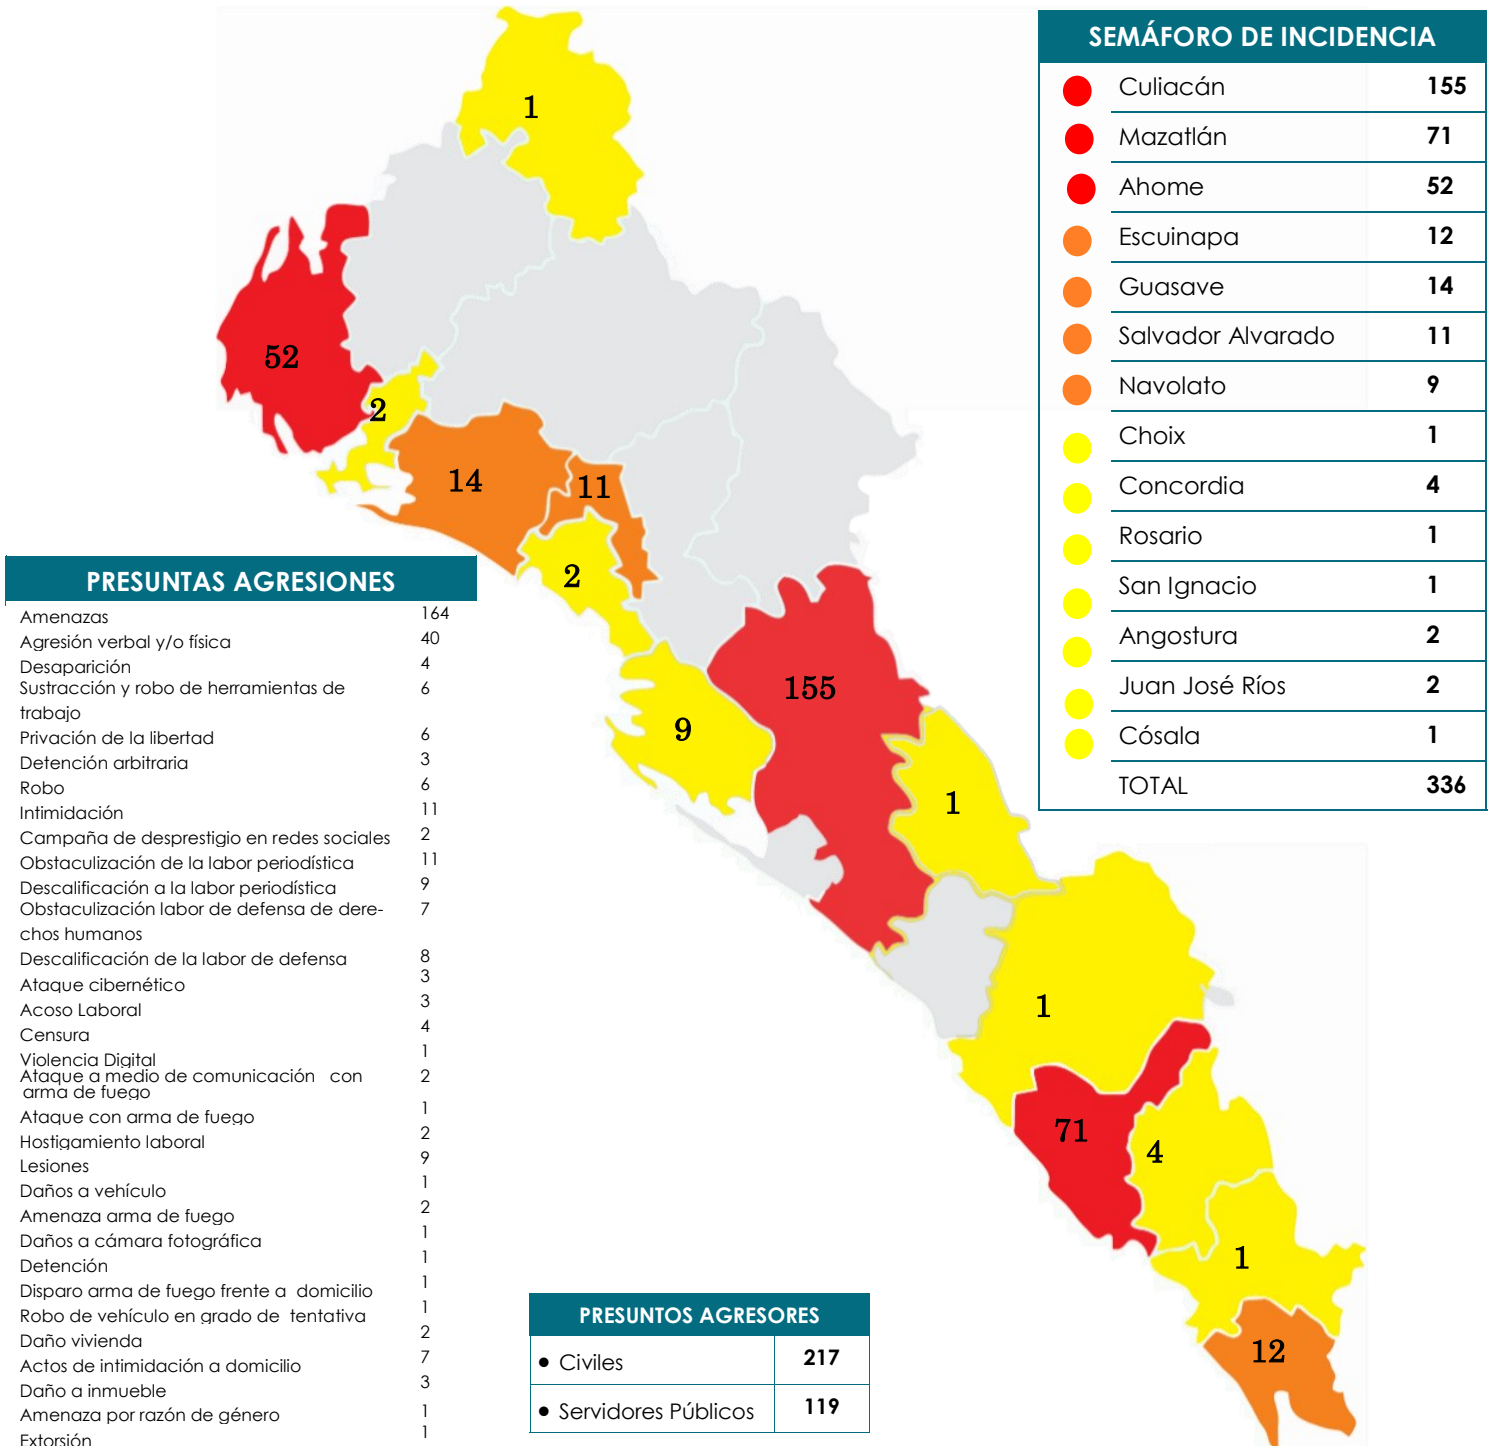 SEMÁFORO DE INCIDENCIA
Culiacán 155
Mazatlán 71
Ahome 52
Escuinapa 12
Guasave 14
Salvador Alvarado 11
Navolato 9
Choix 1
Concordia 4
Rosario 1
San Ignacio 1
Angostura 2
Juan José Ríos 2
Cósala 1
TOTAL 336
1
52
2
14
11
2
155
9
1
1
71
4
1
12
PRESUNTAS AGRESIONES
Amenazas 164
Agresión verbal y/o física 40
Desaparición 4
Sustracción y robo de herramientas de 6
trabajo
Privación de la libertad 6
Detención arbitraria 3
Robo 6
Intimidación 11
Campaña de desprestigio en redes sociales 2
Obstaculización de la labor periodística 11
Descalificación a la labor periodística 9
Obstaculización labor de defensa de dere- 7
chos humanos
Descalificación de la labor de defensa 8
Ataque cibernético 3
Acoso Laboral 3
Censura 4
Violencia Digital 1
Ataque a medio de comunicación con 2
arma de fuego
Ataque con arma de fuego 1
Hostigamiento laboral 2
Lesiones 9
Daños a vehículo 1
Amenaza arma de fuego 2
Daños a cámara fotográfica 1
Detención 1
Disparo arma de fuego frente a domicilio 1
Robo de vehículo en grado de tentativa 1
Daño vivienda 2
Actos de intimidación a domicilio 7
Daño a inmueble 3
Amenaza por razón de género 1
Extorsión 1
PRESUNTOS AGRESORES
• Civiles 217
• Servidores Públicos 119